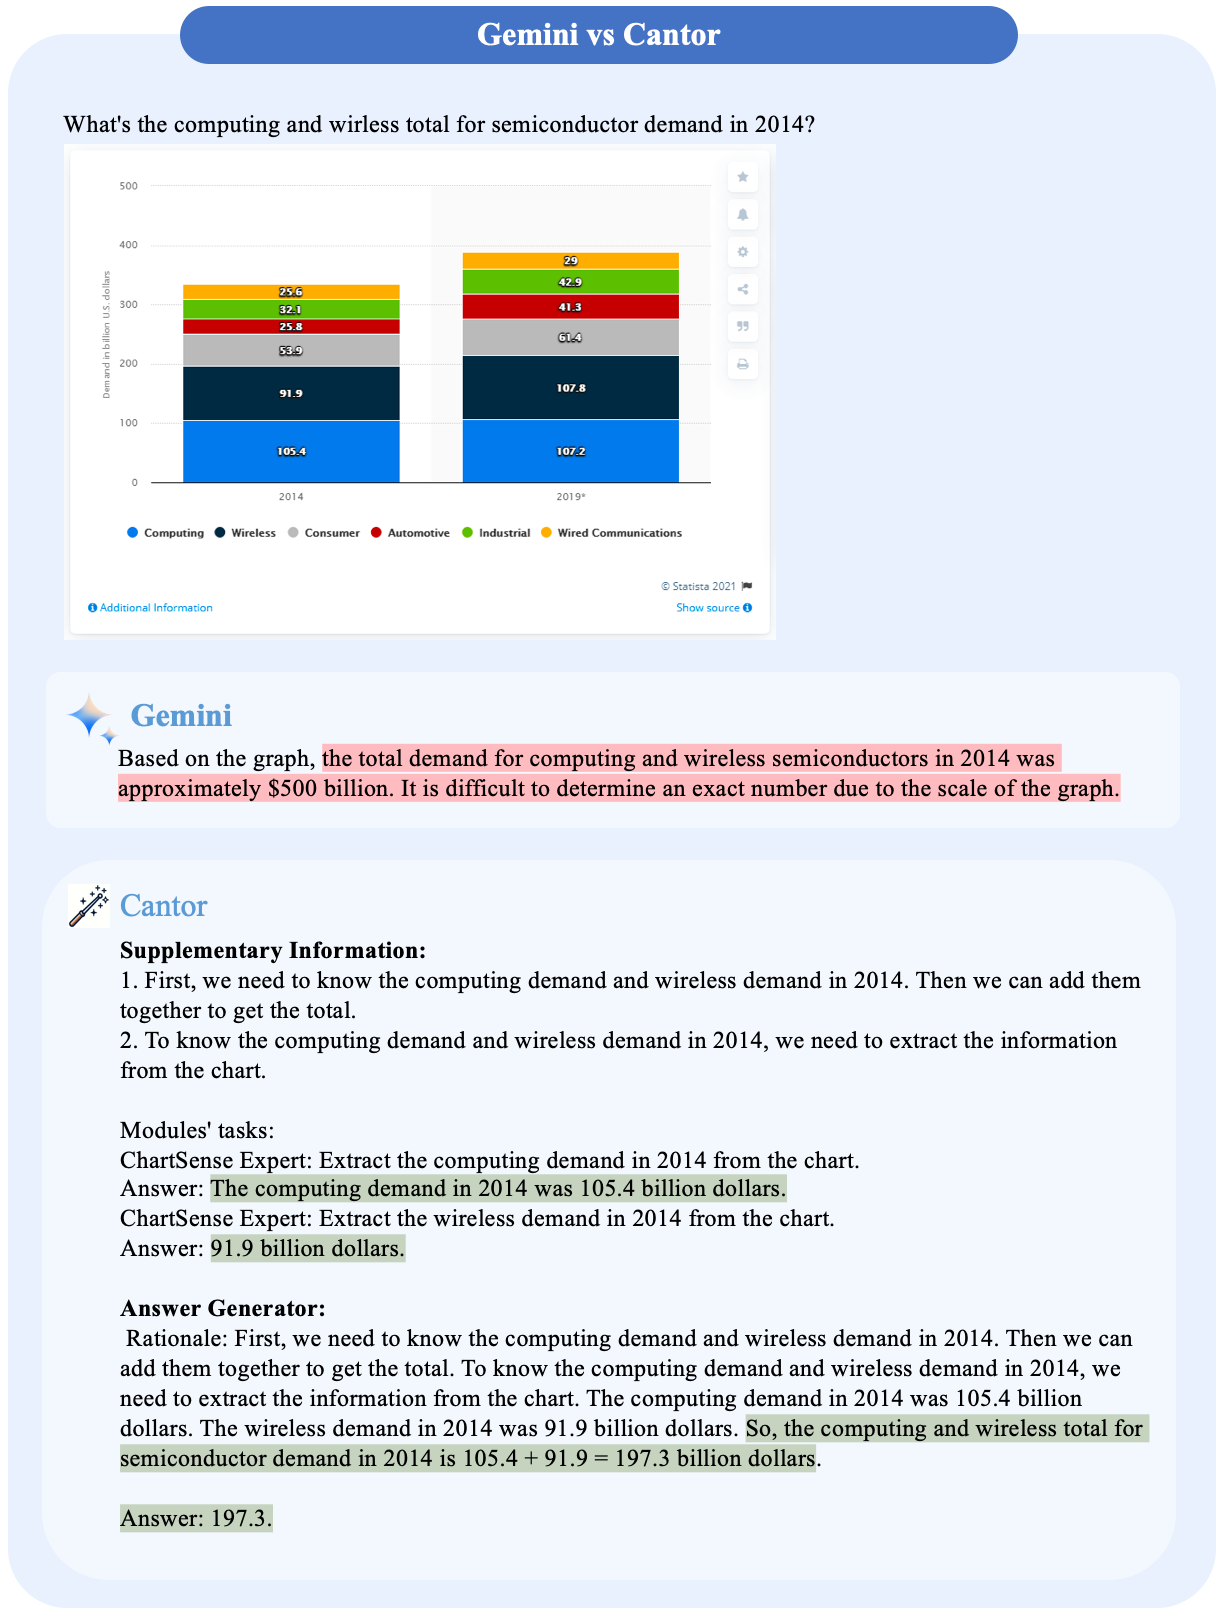 Gemini vs Cantor
What's the computing and wirless total for semiconductor demand in 2014?
500
400
300
200
100
0
Demand in billion U.S. dollars
25.6
32.1
25.8
53.9
91.9
105.4
29
42.9
41.3
61.4
107.8
107.2
2014
2019*
Computing Wireless Consumer Automotive Industrial Wired Communications
© Statista 2021
Additional Information
Show source
Gemini
Based on the graph, the total demand for computing and wireless semiconductors in 2014 was
approximately $500 billion. It is difficult to determine an exact number due to the scale of the graph.
Cantor
Supplementary Information:
1. First, we need to know the computing demand and wireless demand in 2014. Then we can add them
together to get the total.
2. To know the computing demand and wireless demand in 2014, we need to extract the information
from the chart.
Modules' tasks:
ChartSense Expert: Extract the computing demand in 2014 from the chart.
Answer: The computing demand in 2014 was 105.4 billion dollars.
ChartSense Expert: Extract the wireless demand in 2014 from the chart.
Answer: 91.9 billion dollars.
Answer Generator:
Rationale: First, we need to know the computing demand and wireless demand in 2014. Then we can
add them together to get the total. To know the computing demand and wireless demand in 2014, we
need to extract the information from the chart. The computing demand in 2014 was 105.4 billion
dollars. The wireless demand in 2014 was 91.9 billion dollars. So, the computing and wireless total for
semiconductor demand in 2014 is 105.4 + 91.9 = 197.3 billion dollars.
Answer: 197.3.